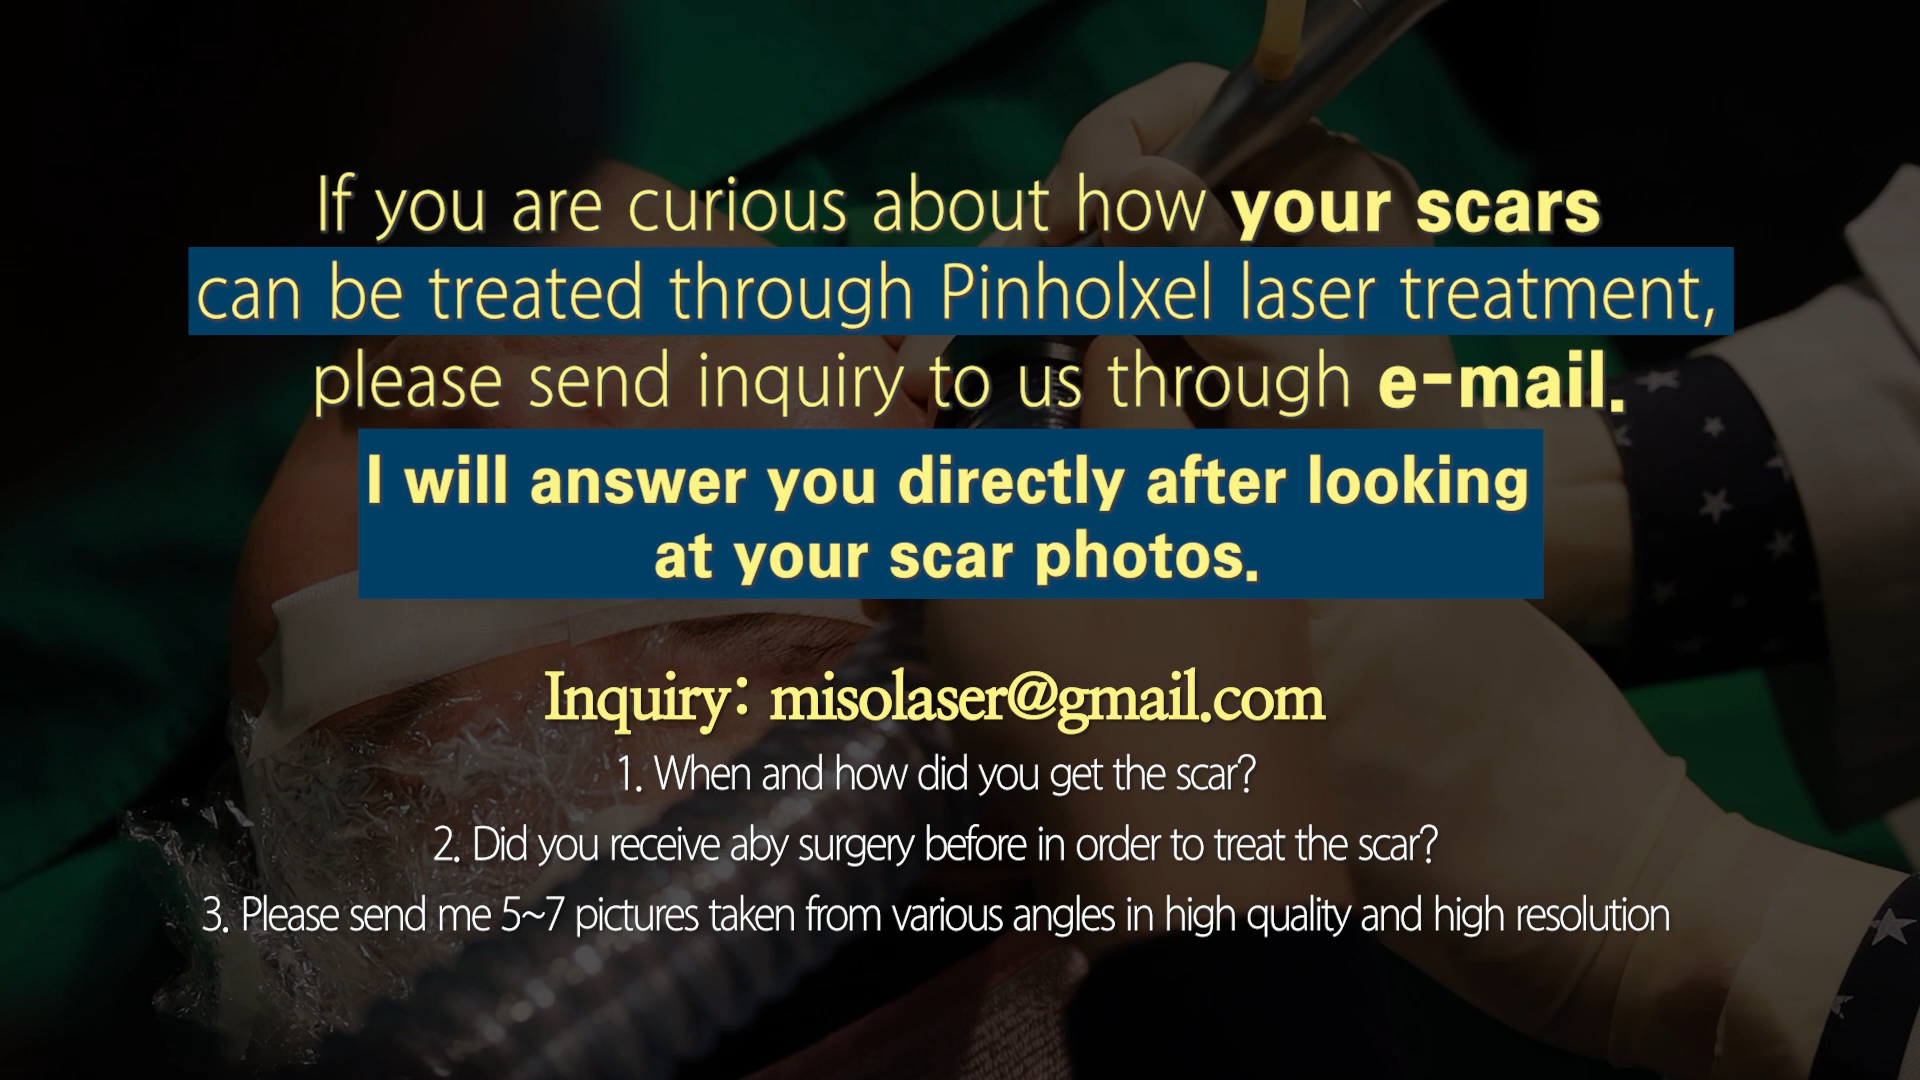 If you are curious about how your scars
can be treated through Pinholxel laser treatment,
please send inquiry to us through e-mail.
I will answer you directly after looking
at your scar photos.
Inquiry: misolaser@gmail.com
1. When and how did you get the scar?
2. Did you receive aby surgery before in order to treat the scar?
3. Please send me 5~7 pictures taken from various angles in high quality and high resolution